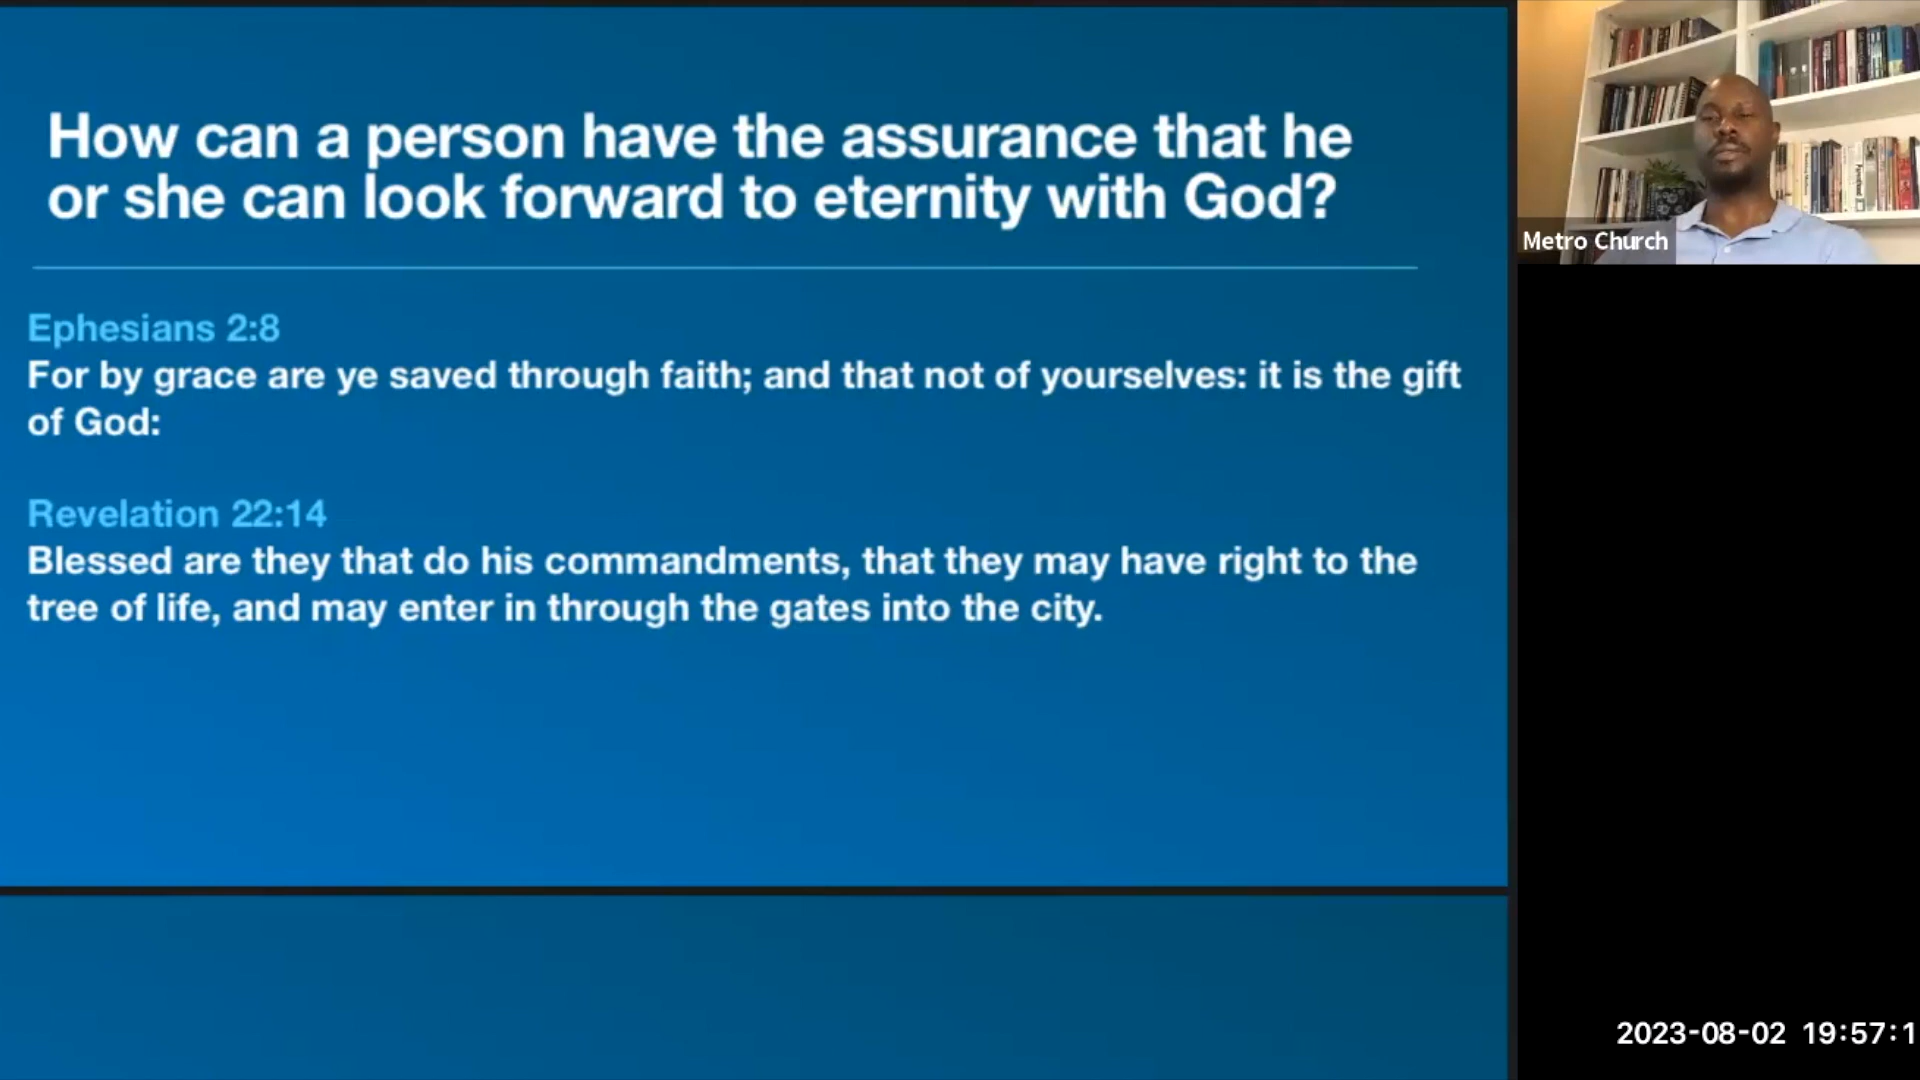 How can a person have the assurance that he
or she can look forward to eternity with God?
Ephesians 2:8
For by grace are ye saved through faith; and that not of yourselves: it is the gift
of God:
Revelation 22:14
Blessed are they that do his commandments, that they may have right to the
tree of life, and may enter in through the gates into the city.
Metro Church
2023-08-02 19:57:1